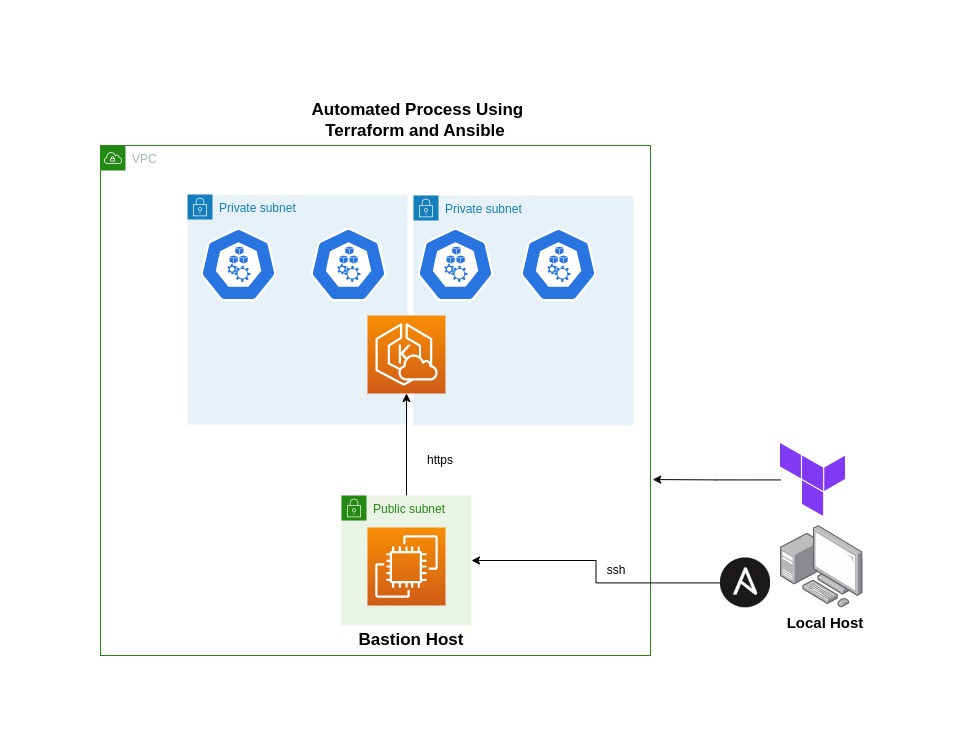 Automated Process Using
Terraform and Ansible
VPC
Private subnet
Private subnet
K
https
Public subnet
ssh
Bastion Host
Local Host